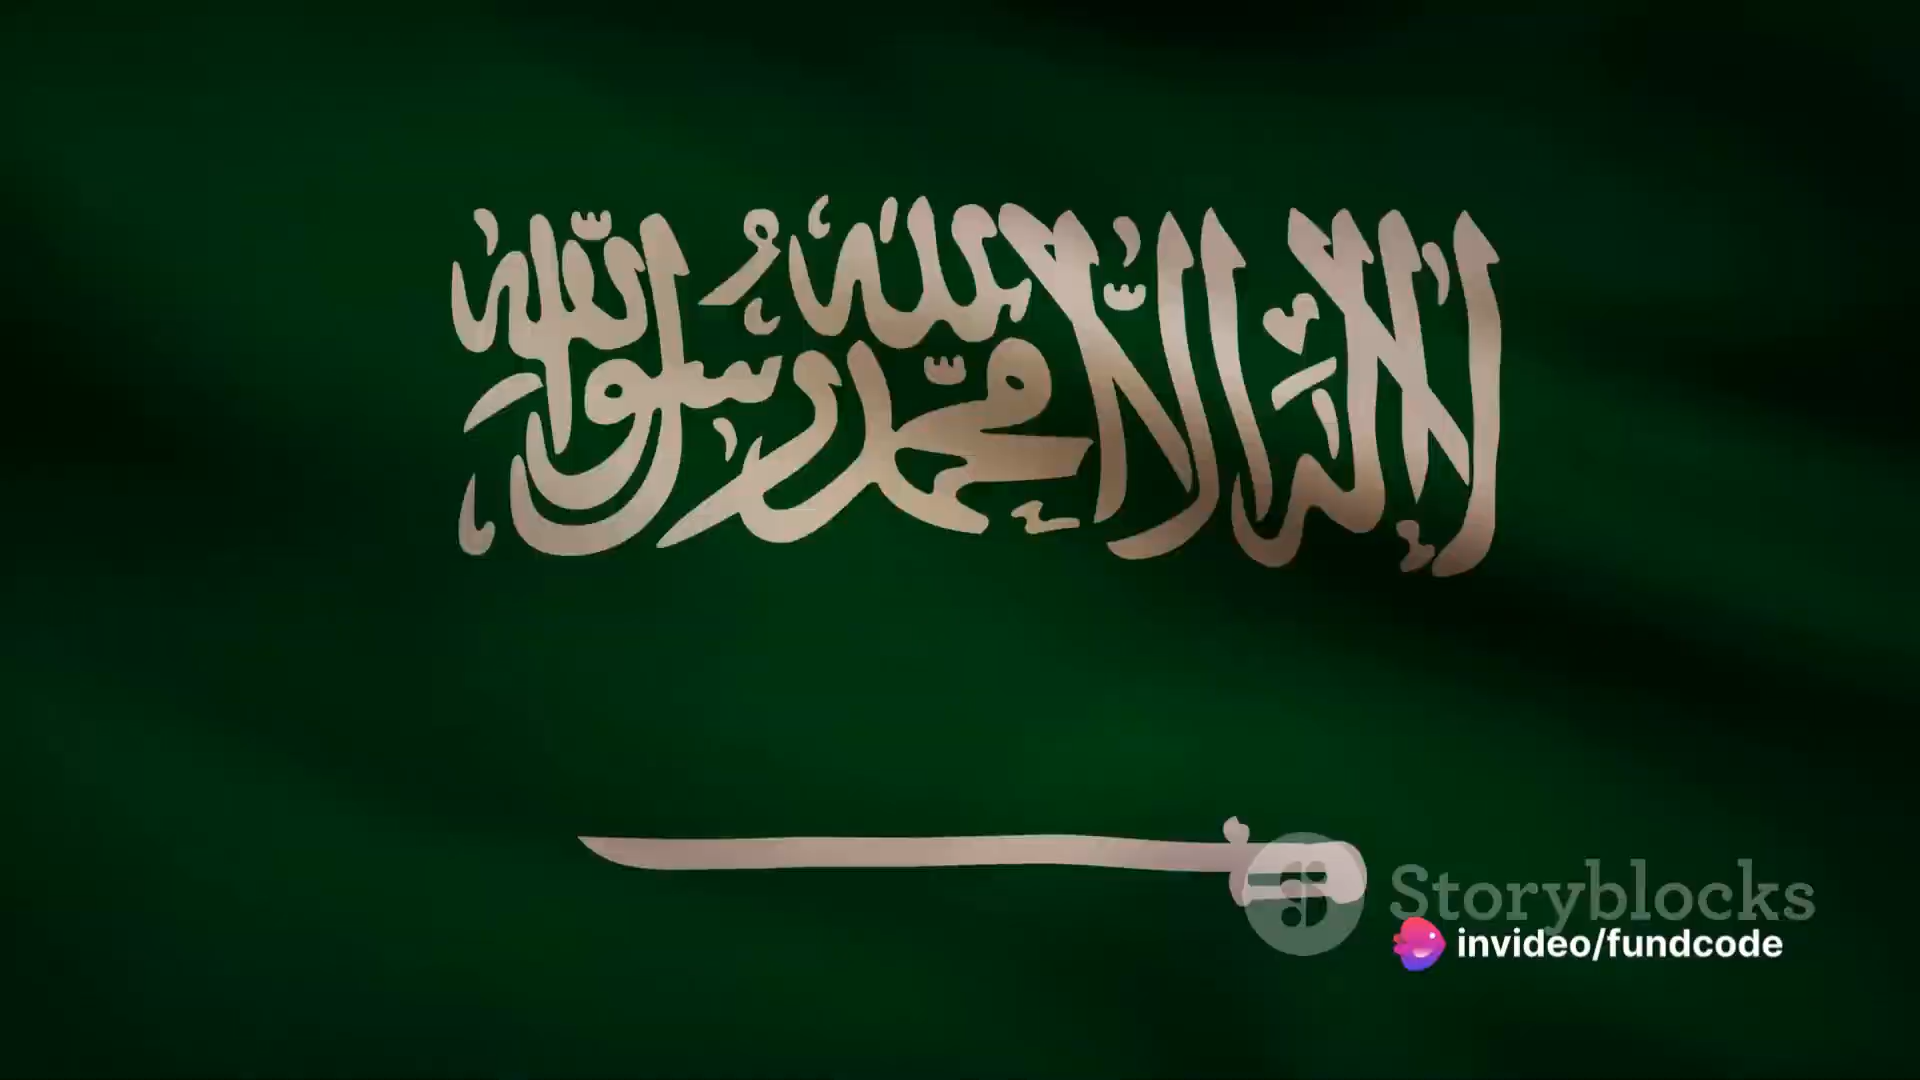 لا إله إلا الله محمد رسول الله
Storyblocks
invideo/fundcode